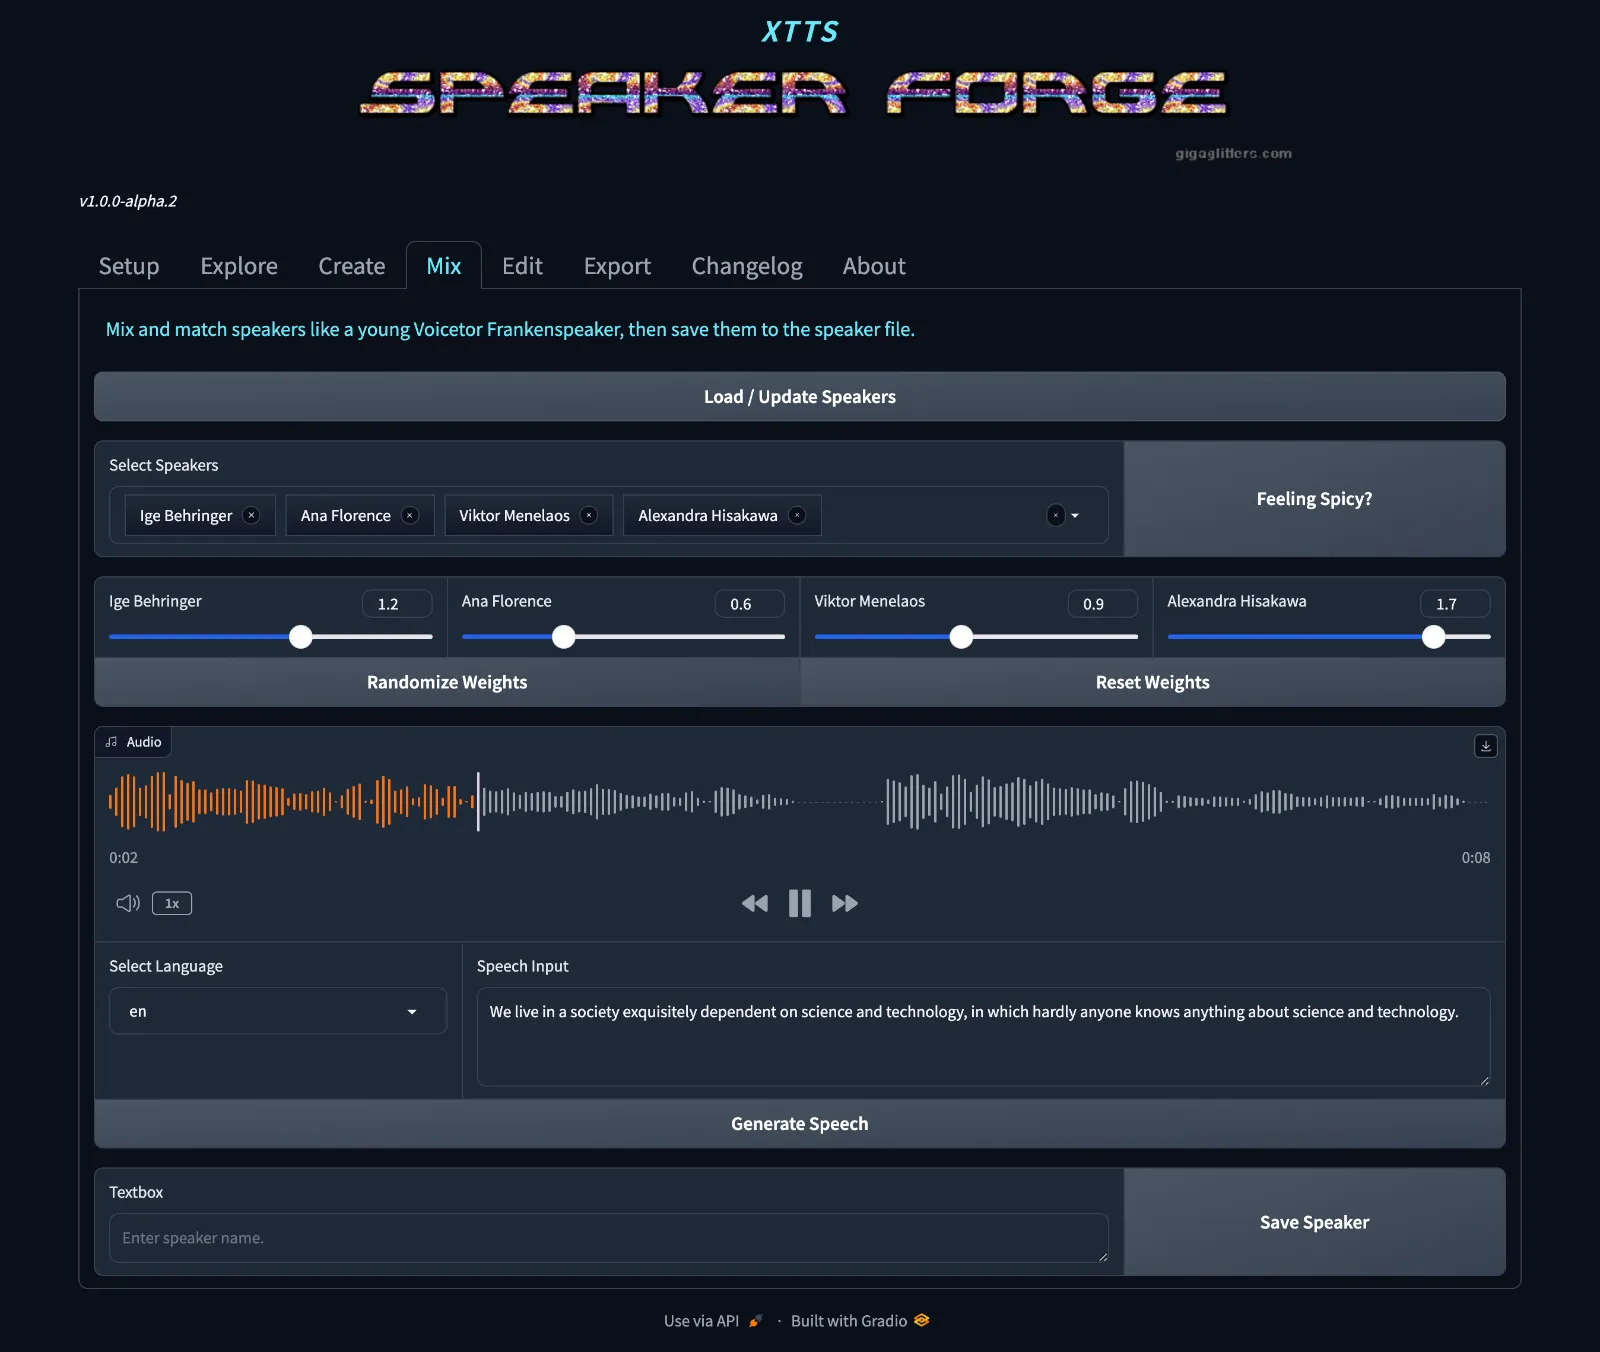 XTTS
SPEAKER FORGE
gigaglitters.com
v1.0.0-alpha.2
Setup Explore Create Mix Edit Export Changelog About
Mix and match speakers like a young Voicetor Frankenspeaker, then save them to the speaker file.
Load / Update Speakers
Select Speakers
Ige Behringer Ana Florence Viktor Menelaos Alexandra Hisakawa
Feeling Spicy?
Ige Behringer 1.2 Ana Florence 0.6 Viktor Menelaos 0.9 Alexandra Hisakawa 1.7
Randomize Weights Reset Weights
Audio
0:02 0:08
1x
Select Language
en
Speech Input
We live in a society exquisitely dependent on science and technology, in which hardly anyone knows anything about science and technology.
Generate Speech
Textbox
Enter speaker name.
Save Speaker
Use via API · Built with Gradio